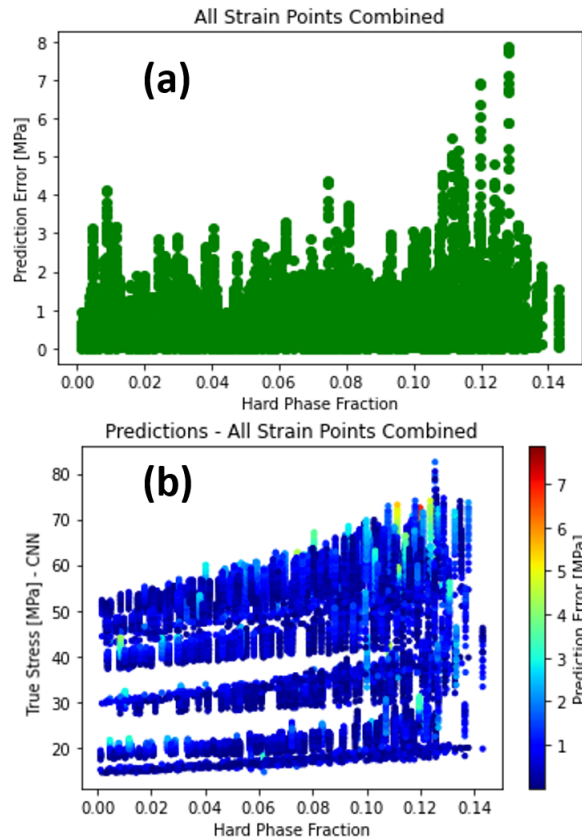 All Strain Points Combined
(a)
Prediction Error [MPa]
8
7
6
5
4
3
2
1
0
0.00 0.02 0.04 0.06 0.08 0.10 0.12 0.14
Hard Phase Fraction
Predictions - All Strain Points Combined
(b)
True Stress [MPa] - CNN
80
70
60
50
40
30
20
0.00 0.02 0.04 0.06 0.08 0.10 0.12 0.14
Hard Phase Fraction
7
6
5
4
3
2
1
Prediction Error [MPa]